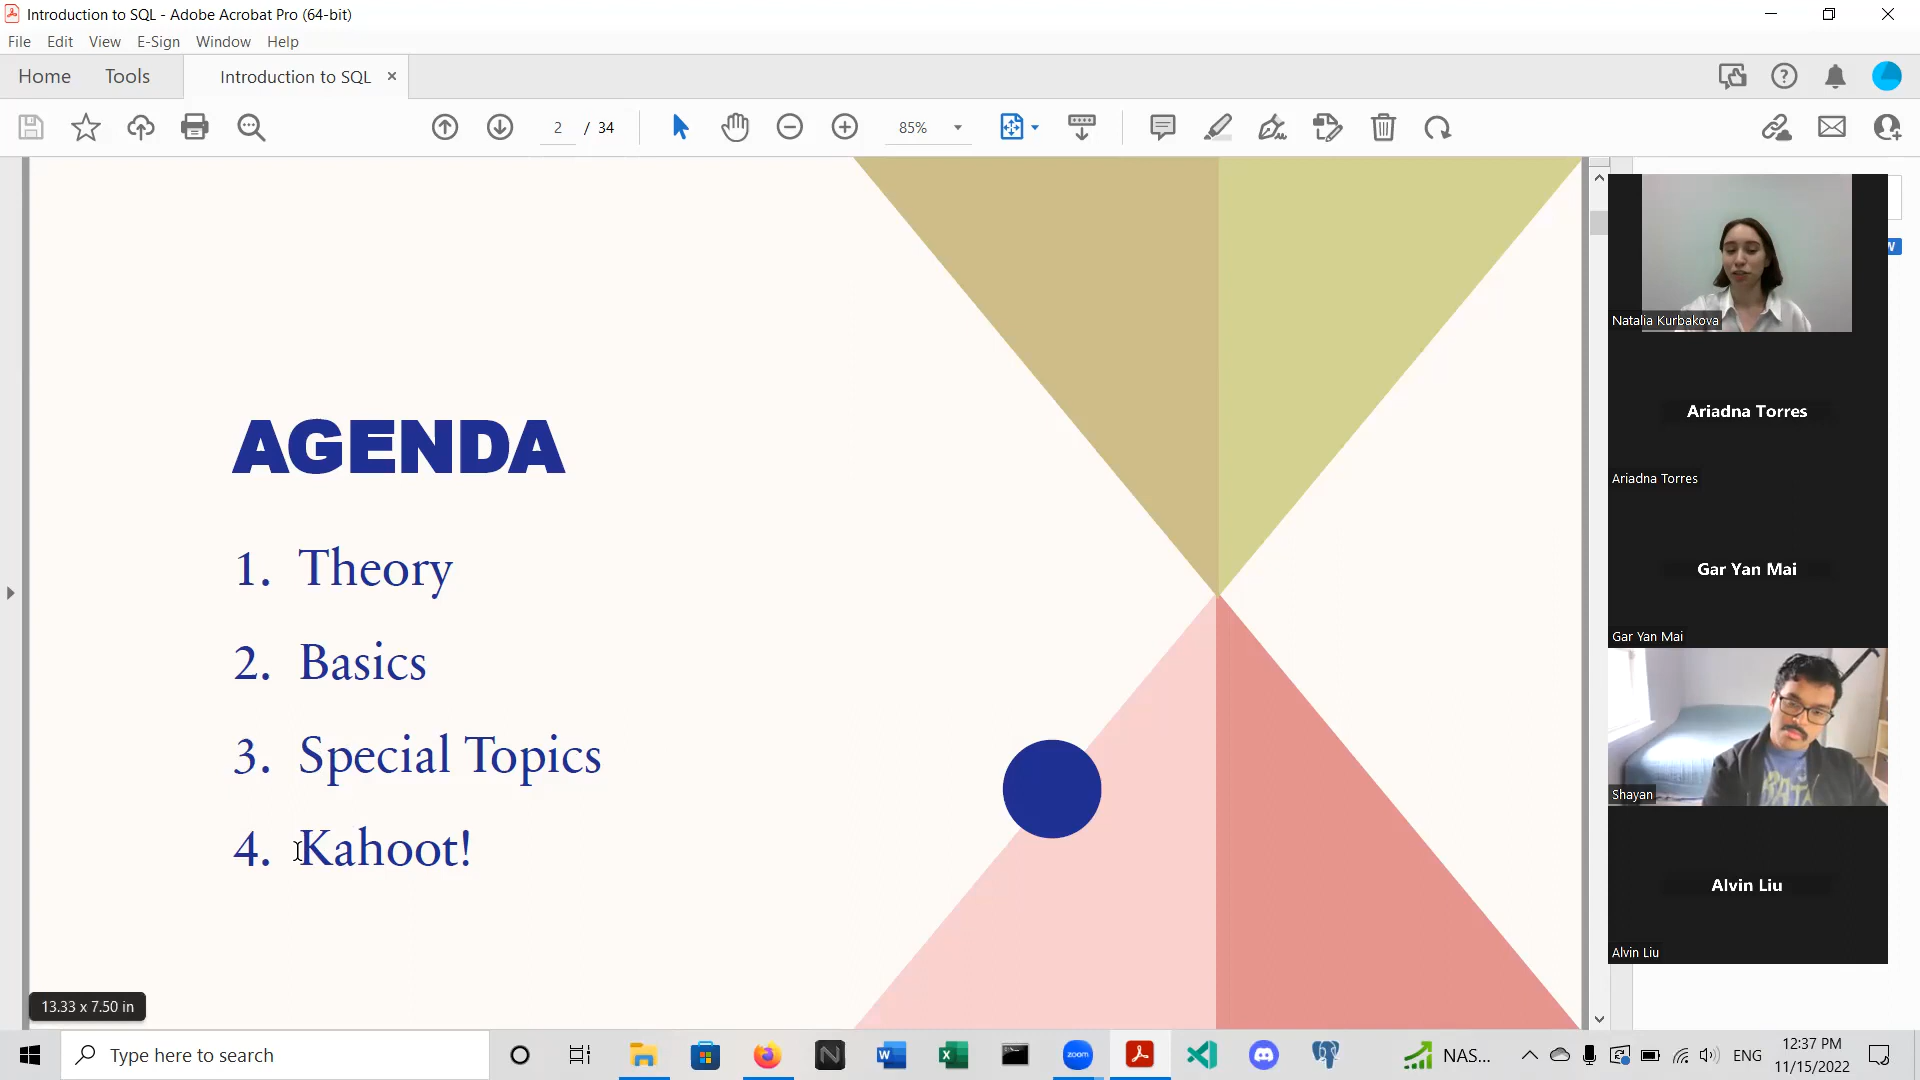 Introduction to SQL - Adobe Acrobat Pro (64-bit)
File Edit View E-Sign Window Help
Home Tools Introduction to SQL
2 / 34 85%
AGENDA
1. Theory
2. Basics
3. Special Topics
4. Kahoot!
13.33 x 7.50 in
Natalia Kurbakova
Ariadna Torres
Ariadna Torres
Gar Yan Mai
Gar Yan Mai
Shayan
Alvin Liu
Alvin Liu
Type here to search
zoom
NAS...
ENG
12:37 PM
11/15/2022